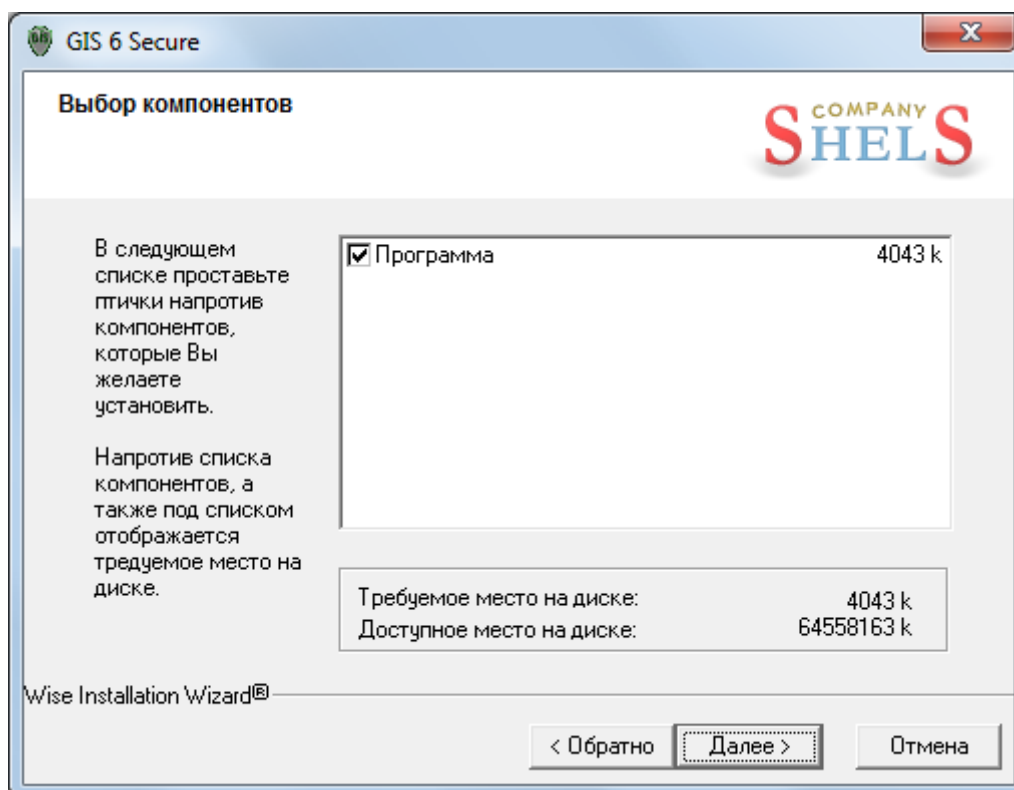 GIS 6 Secure
Выбор компонентов
COMPANY
SHELS
В следующем
списке проставьте
птички напротив
компонентов,
которые Вы
желаете
установить.
Напротив списка
компонентов, а
также под списком
отображается
тредуемое место на
диске.
Программа 4043 k
Требуемое место на диске: 4043 k
Доступное место на диске: 64558163 k
Wise Installation Wizard®
< Обратно Далее > Отмена